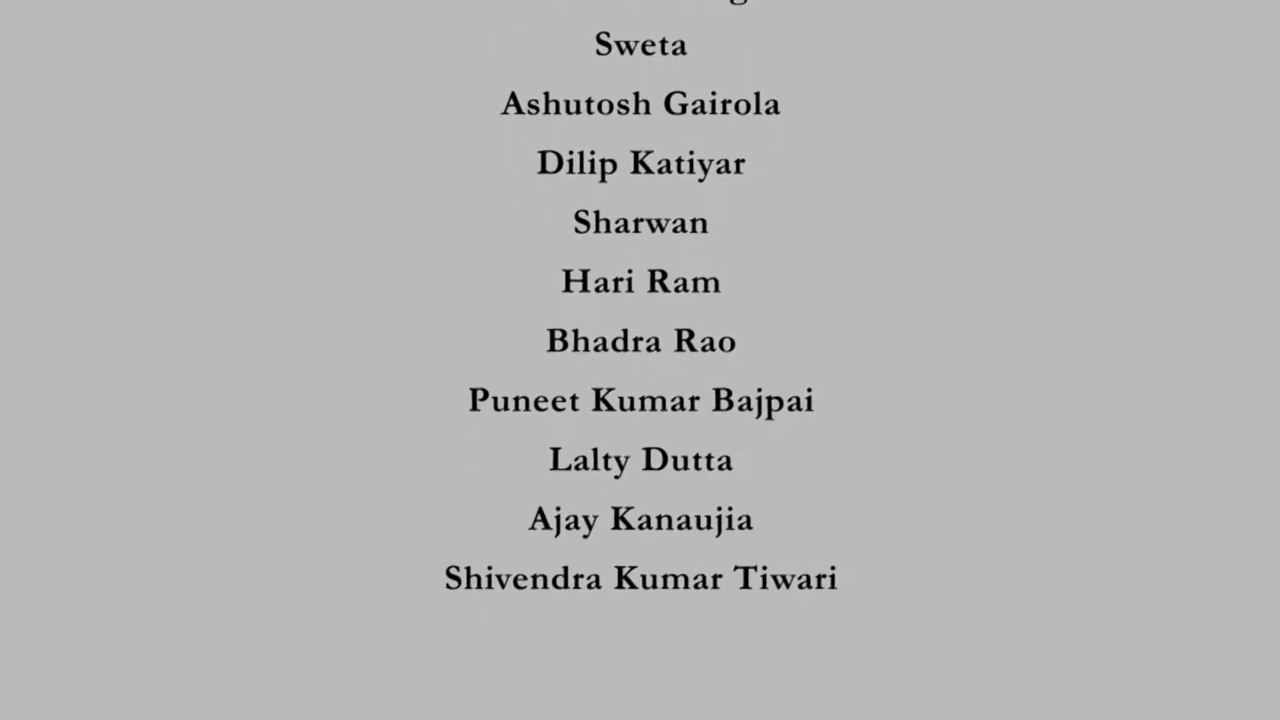 Sweta
Ashutosh Gairola
Dilip Katiyar
Sharwan
Hari Ram
Bhadra Rao
Puneet Kumar Bajpai
Lalty Dutta
Ajay Kanaujia
Shivendra Kumar Tiwari